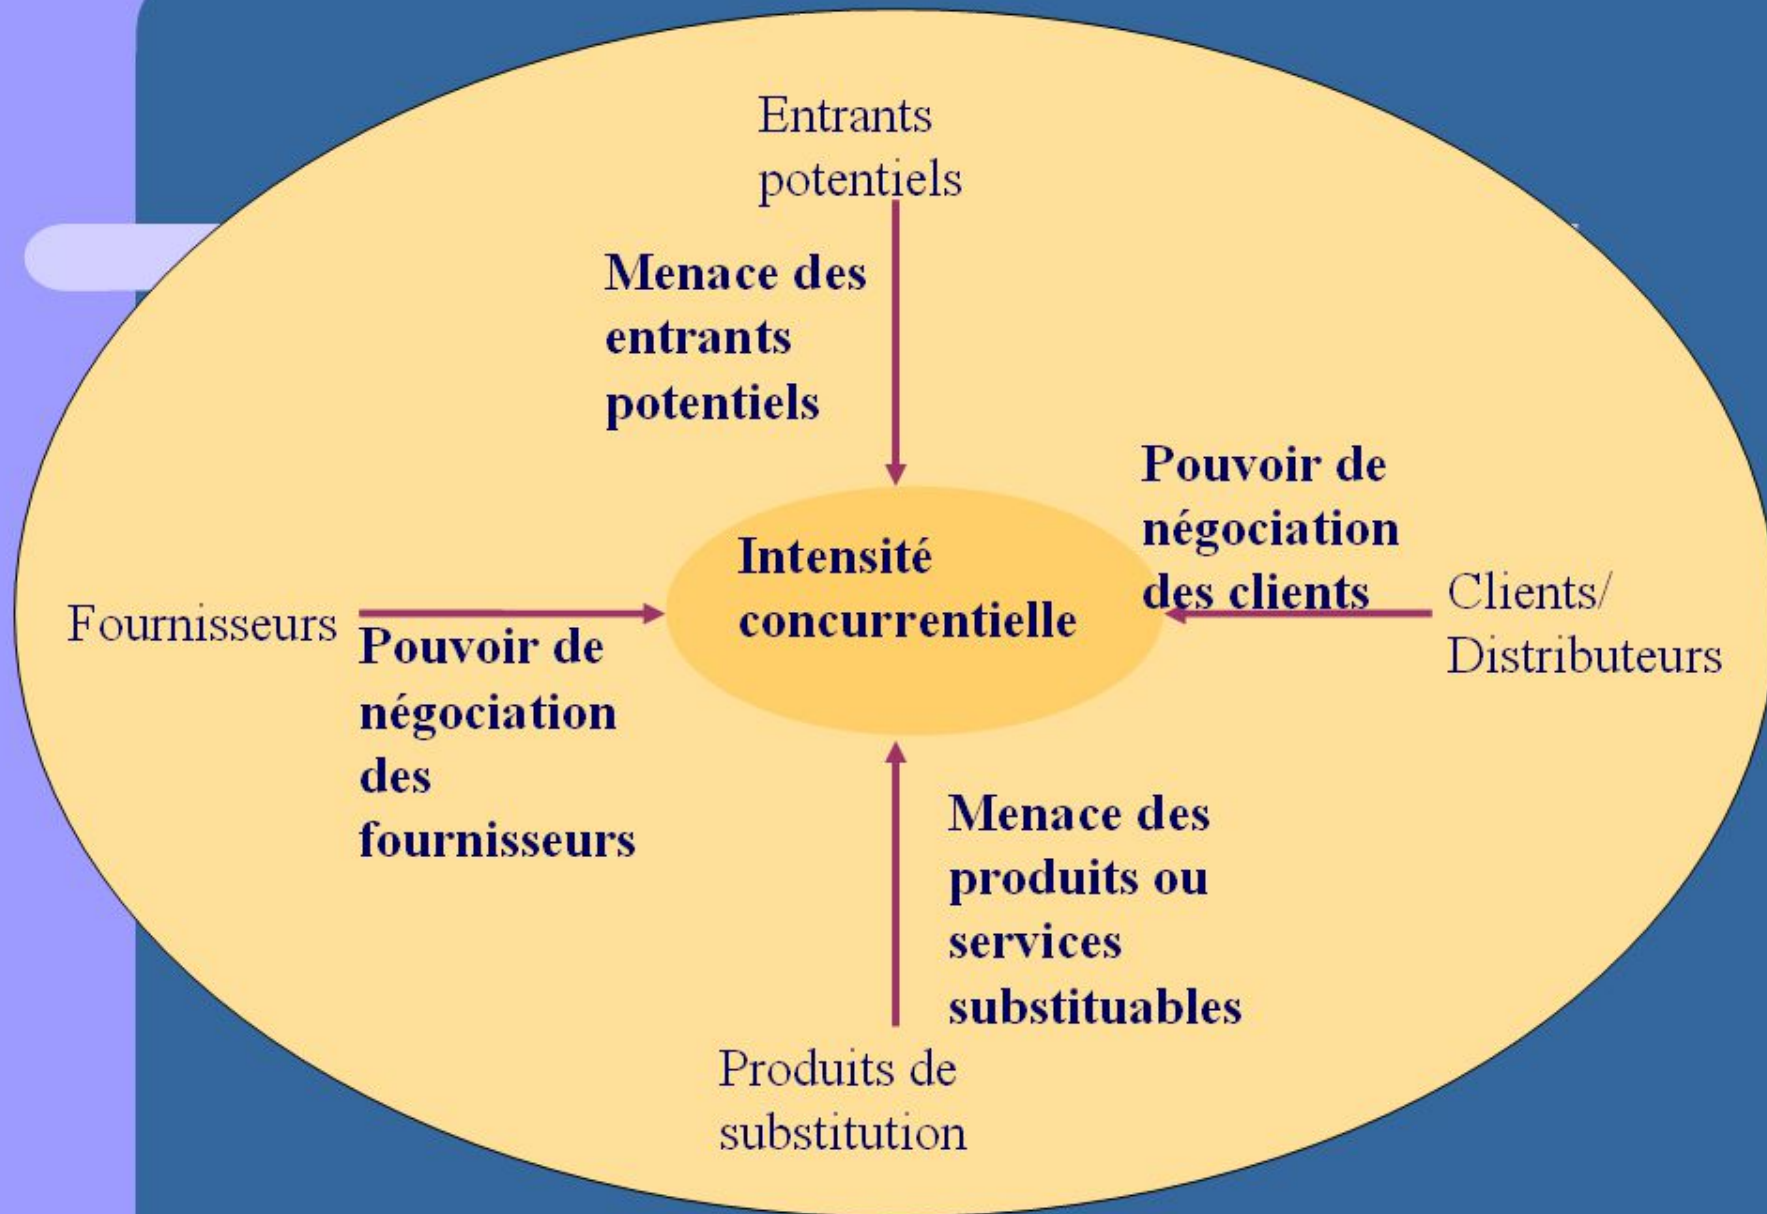 Entrants
potentiels
Menace des
entrants
potentiels
Pouvoir de
négociation
des clients
Intensité
concurrentielle
Clients/
Distributeurs
Fournisseurs
Pouvoir de
négociation
des
fournisseurs
Menace des
produits ou
services
substituables
Produits de
substitution